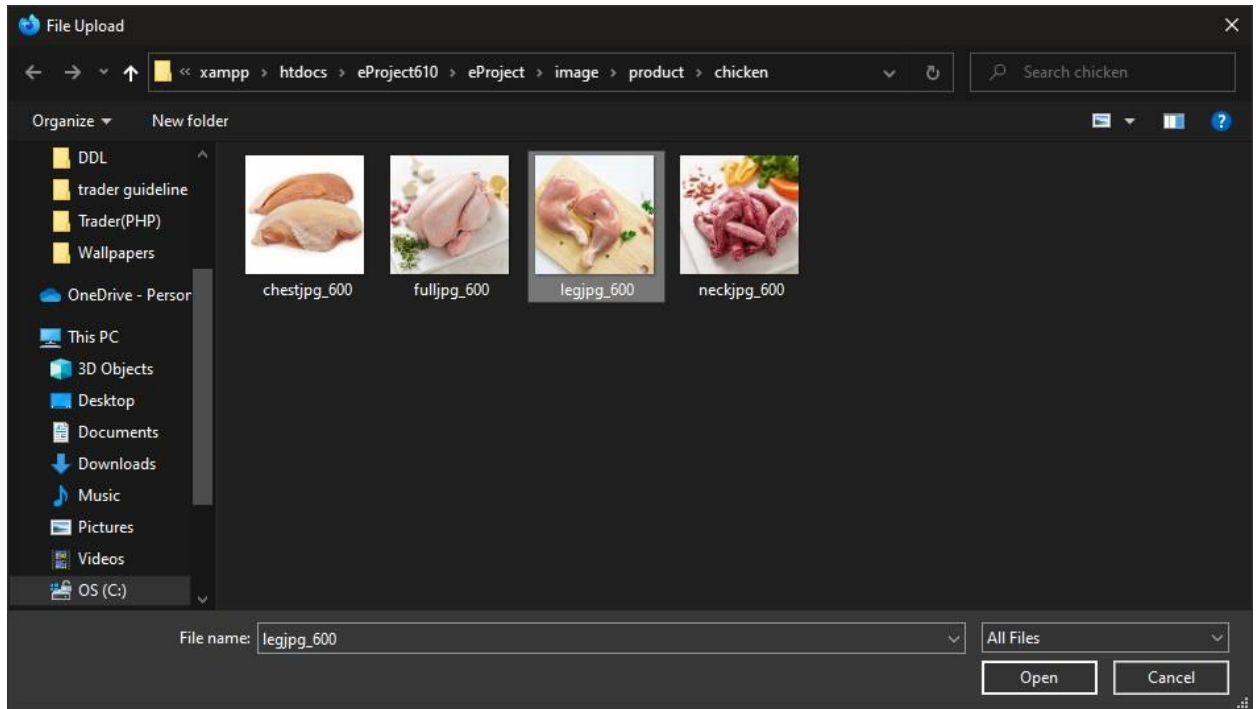 File Upload
« xampp › htdocs › eProject610 › eProject › image › product › chicken
Search chicken
Organize
New folder
DDL
trader guideline
Trader(PHP)
Wallpapers
OneDrive - Person
This PC
3D Objects
Desktop
Documents
Downloads
Music
Pictures
Videos
OS (C:)
chestjpg_600
fulljpg_600
legjpg_600
neckjpg_600
File name: legjpg_600
All Files
Open
Cancel